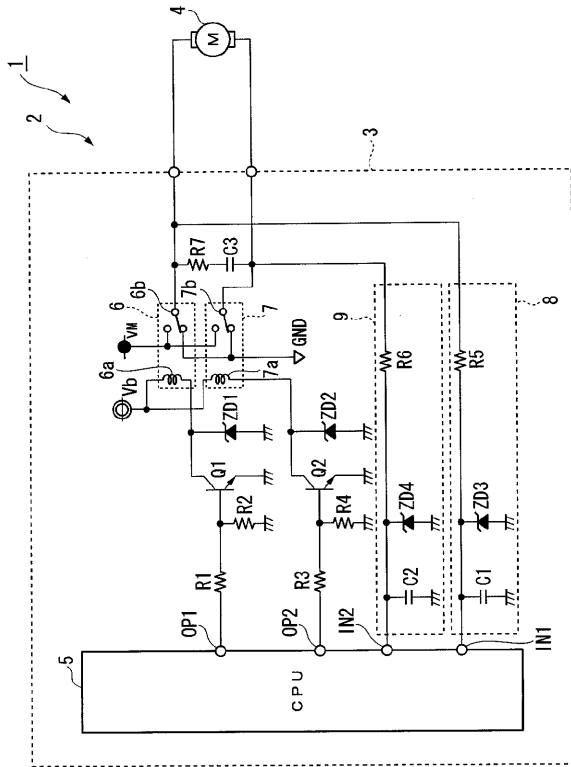 1
2
3
4
M
5
CPU
OP1
OP2
IN2
IN1
R1
R2
R3
R4
Q1
Q2
ZD1
ZD2
Vb
VM
6
6a
6b
7
7a
7b
GND
R7
C3
9
R6
ZD4
C2
8
R5
ZD3
C1